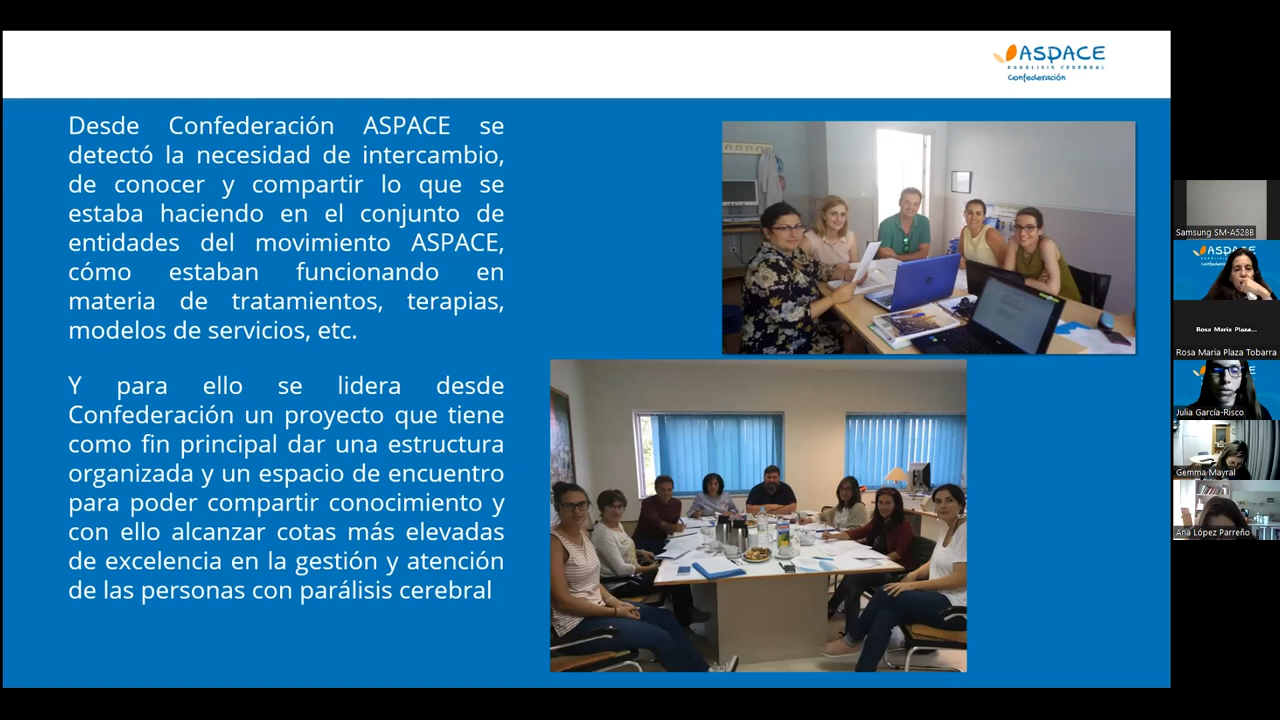 ASPACE
PARÁLISIS CEREBRAL
Confederación
Desde Confederación ASPACE se
detectó la necesidad de intercambio,
de conocer y compartir lo que se
estaba haciendo en el conjunto de
entidades del movimiento ASPACE,
cómo estaban funcionando en
materia de tratamientos, terapias,
modelos de servicios, etc.
Y para ello se lidera desde
Confederación un proyecto que tiene
como fin principal dar una estructura
organizada y un espacio de encuentro
para poder compartir conocimiento y
con ello alcanzar cotas más elevadas
de excelencia en la gestión y atención
de las personas con parálisis cerebral
Samsung SM-A528B
ASPACE
Rosa Maria Plaza...
Rosa Maria Plaza Tobarra
Julia García-Risco
Gemma Mayral
Ana López Parreño